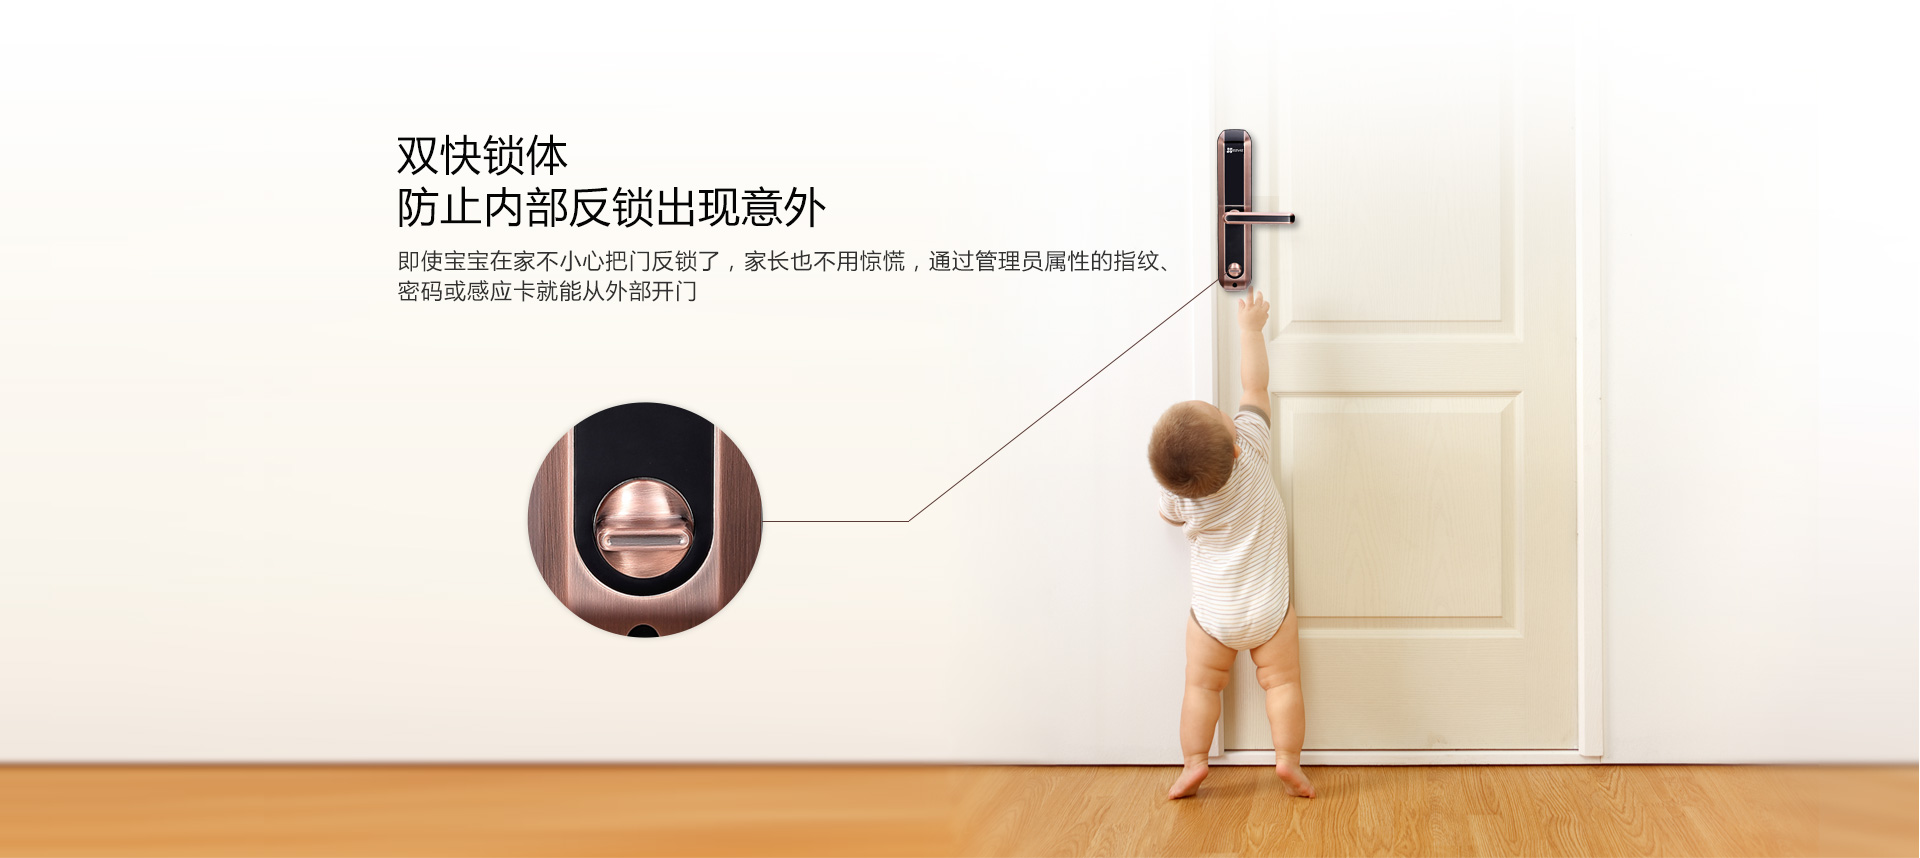 双快锁体
防止内部反锁出现意外
即使宝宝在家不小心把门反锁了，家长也不用惊慌，通过管理员属性的指纹、
密码或感应卡就能从外部开门